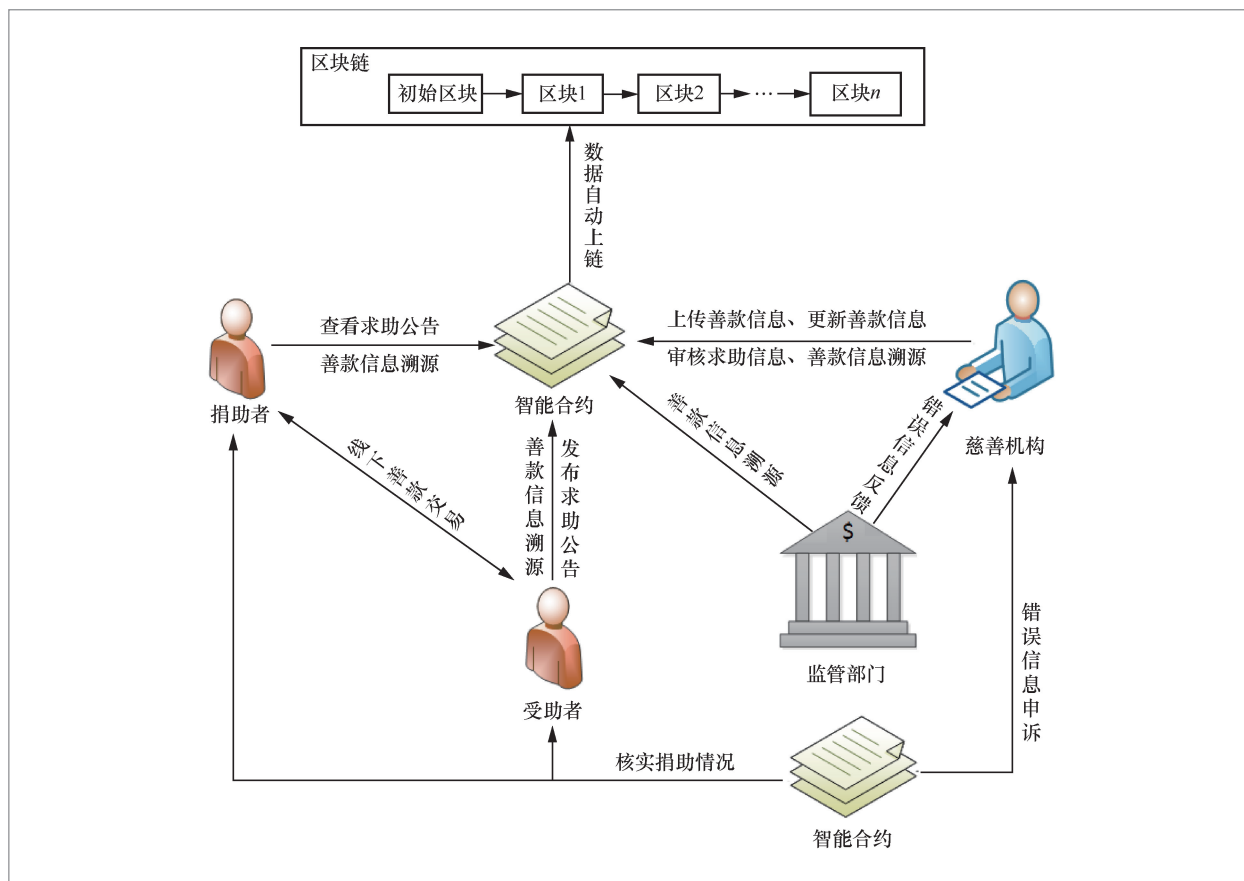 区块链
初始区块
区块1
区块2
…
区块n
数据自动上链
查看求助公告
善款信息溯源
上传善款信息、更新善款信息
审核求助信息、善款信息溯源
捐助者
智能合约
慈善机构
线下善款交易
善款信息溯源
发布求助公告
善款信息溯源
错误信息反馈
$
监管部门
受助者
错误信息申诉
核实捐助情况
智能合约